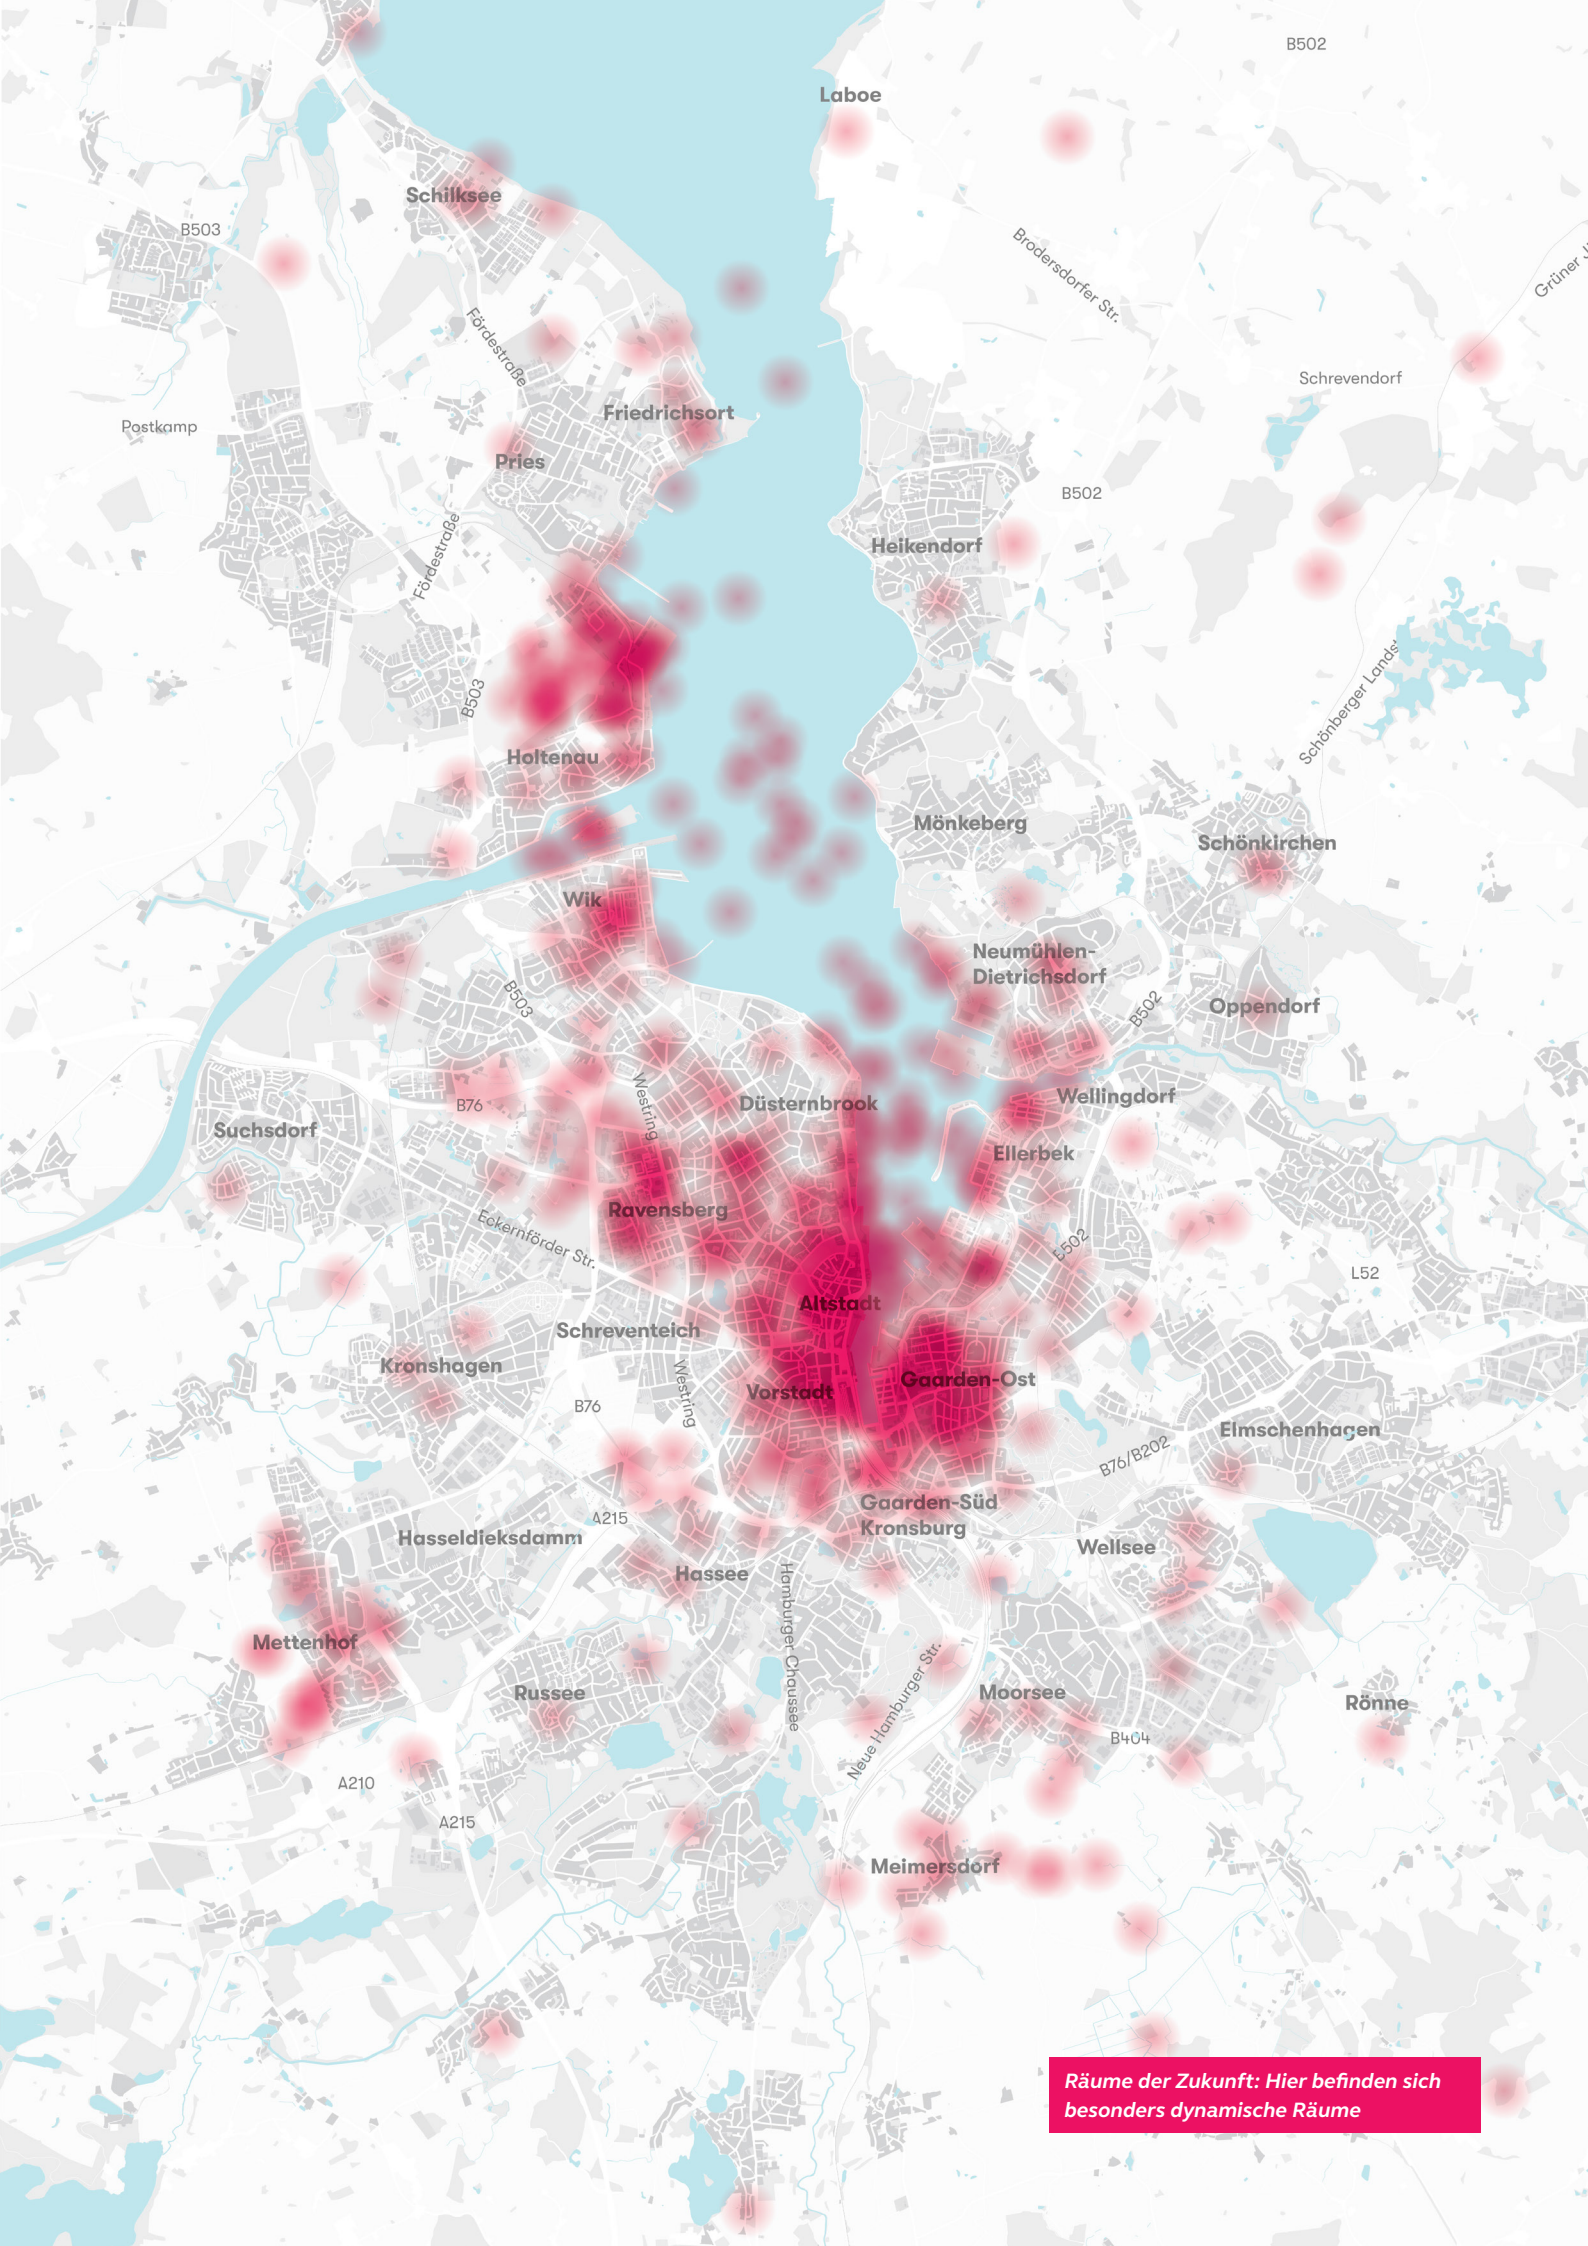 B502
Laboe
Schilksee
B503
Brodersdorfer Str.
Fördestraße
Schrevendorf
Friedrichsort
Postkamp
Pries
B502
Fördestraße
Heikendorf
B503
Holtenau
Mönkeberg
Schönkirchen
Wik
Neumühlen-
Dietrichsdorf
B503
Oppendorf
B502
Westring
B76
Düsternbrook
Wellingdorf
Suchsdorf
Ellerbek
Ravensberg
Eckernförder Str.
B502
L52
Altstadt
Schreventeich
Kronshagen
Gaarden-Ost
Vorstadt
Westring
B76
Elmschenhagen
B76/B202
Gaarden-Süd
Kronsburg
A215
Hasseldieksdamm
Wellsee
Hassee
Hamburger Chaussee
Mettenhof
Neue Hamburger Str.
Russee
Moorsee
Rönne
B404
A210
A215
Meimersdorf
Räume der Zukunft: Hier befinden sich
besonders dynamische Räume